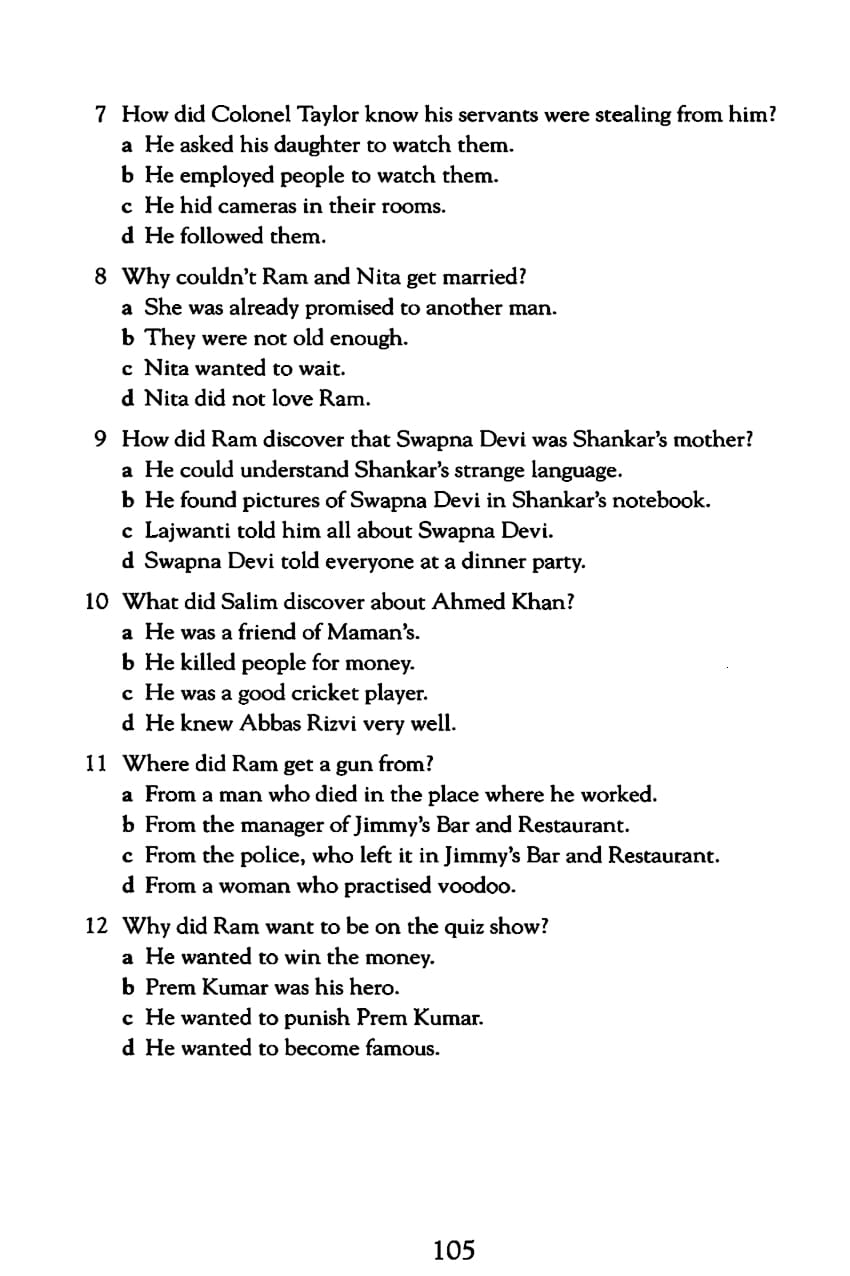 7 How did Colonel Taylor know his servants were stealing from him?
a He asked his daughter to watch them.
b He employed people to watch them.
c He hid cameras in their rooms.
d He followed them.
8 Why couldn't Ram and Nita get married?
a She was already promised to another man.
b They were not old enough.
c Nita wanted to wait.
d Nita did not love Ram.
9 How did Ram discover that Swapna Devi was Shankar's mother?
a He could understand Shankar's strange language.
b He found pictures of Swapna Devi in Shankar's notebook.
c Lajwanti told him all about Swapna Devi.
d Swapna Devi told everyone at a dinner party.
10 What did Salim discover about Ahmed Khan?
a He was a friend of Maman's.
b He killed people for money.
c He was a good cricket player.
d He knew Abbas Rizvi very well.
11 Where did Ram get a gun from?
a From a man who died in the place where he worked.
b From the manager of Jimmy's Bar and Restaurant.
c From the police, who left it in Jimmy's Bar and Restaurant.
d From a woman who practised voodoo.
12 Why did Ram want to be on the quiz show?
a He wanted to win the money.
b Prem Kumar was his hero.
c He wanted to punish Prem Kumar.
d He wanted to become famous.
105